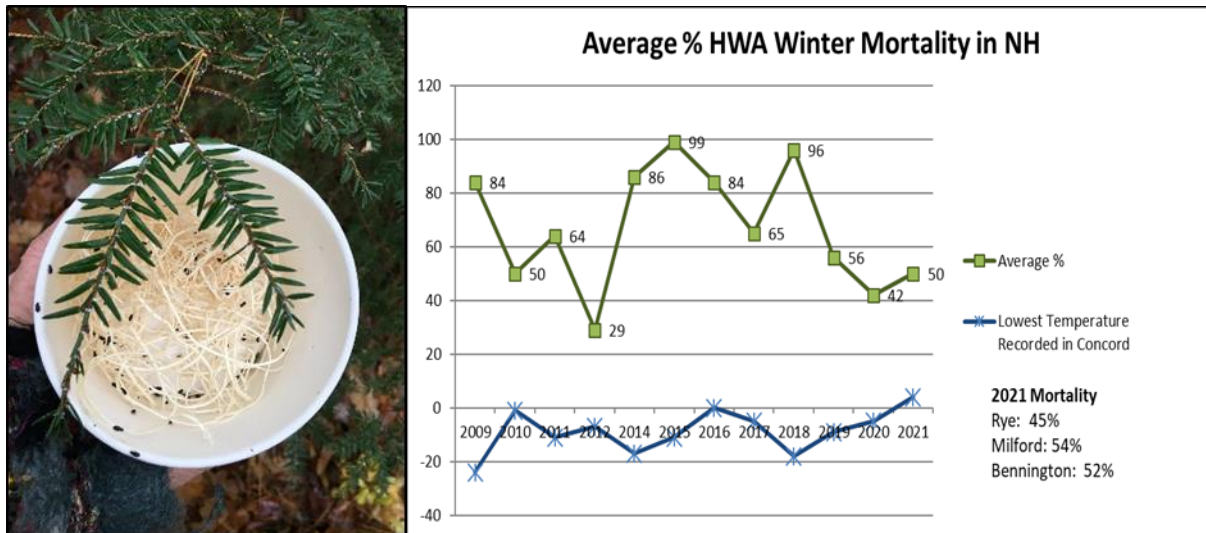 Average % HWA Winter Mortality in NH
120
100
80
60
40
20
0
-20
-40
84
50
64
29
86
99
84
65
96
56
42
50
2009 2010 2011 2012 2014 2015 2016 2017 2018 2019 2020 2021
Average %
Lowest Temperature
Recorded in Concord
2021 Mortality
Rye: 45%
Milford: 54%
Bennington: 52%